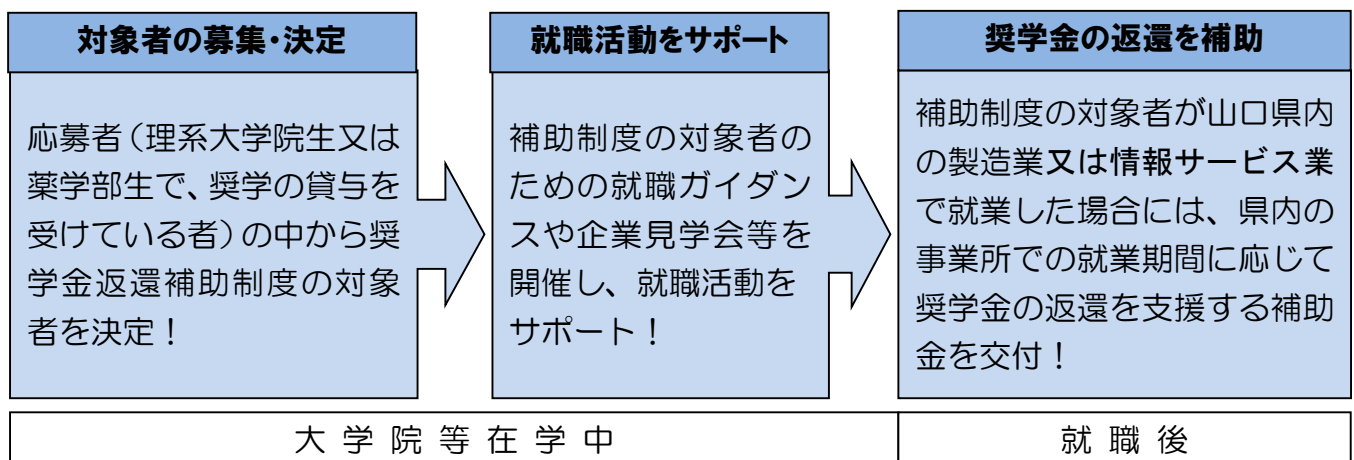 対象者の募集・決定
応募者（理系大学院生又は
薬学部生で、奨学の貸与を
受けている者）の中から奨
学金返還補助制度の対象
者を決定！
就職活動をサポート
補助制度の対象者の
ための就職ガイダン
スや企業見学会等を
開催し、就職活動を
サポート！
奨学金の返還を補助
補助制度の対象者が山口県内
の製造業又は情報サービス業
で就業した場合には、県内の
事業所での就業期間に応じて
奨学金の返還を支援する補助
金を交付！
大学院等在学中
就職後